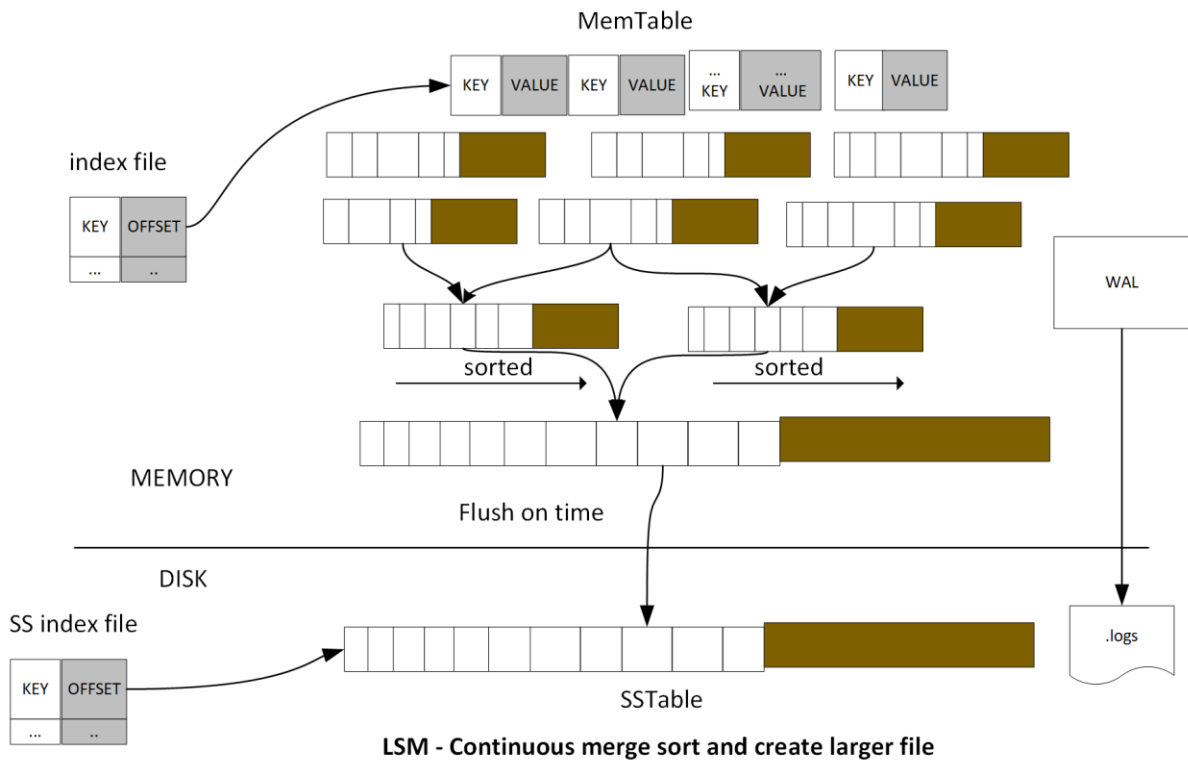 MemTable
KEY VALUE KEY VALUE ... KEY ... VALUE KEY VALUE
index file
KEY OFFSET
... ..
WAL
sorted sorted
MEMORY
Flush on time
DISK
SS index file
.logs
KEY OFFSET
... ..
SSTable
LSM - Continuous merge sort and create larger file